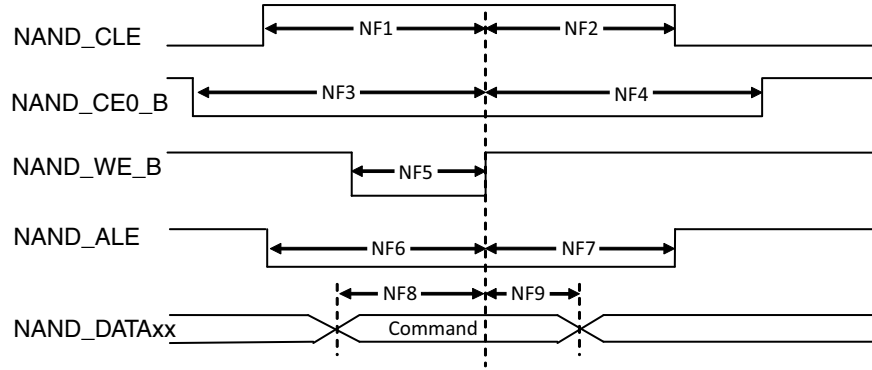 NAND_CLE
NF1
NF2
NAND_CE0_B
NF3
NF4
NAND_WE_B
NF5
NAND_ALE
NF6
NF7
NF8
NF9
NAND_DATAxx
Command